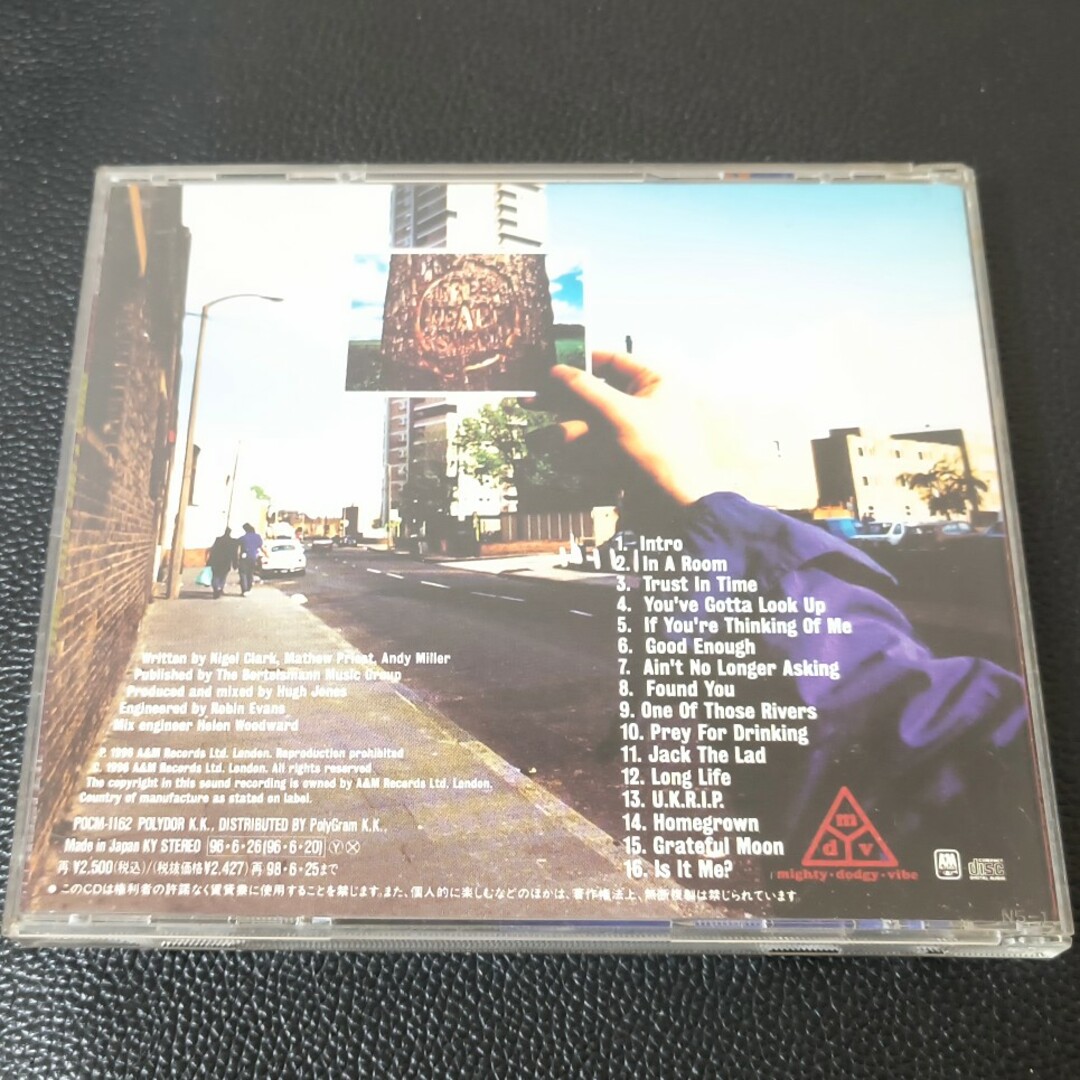 1. Intro
2. In A Room
3. Trust In Time
4. You've Gotta Look Up
5. If You're Thinking Of Me
6. Good Enough
7. Ain't No Longer Asking
8. Found You
9. One Of Those Rivers
10. Prey For Drinking
11. Jack The Lad
12. Long Life
13. U.K.R.I.P.
14. Homegrown
15. Grateful Moon
16. Is It Me?
Written by Nigel Clark, Mathew Priest, Andy Miller
Published by The Bertelsmann Music Group
Produced and mixed by Hugh Jones
Engineered by Robin Evans
Mix engineer Helen Woodward
P. 1996 A&M Records Ltd. London. Reproduction prohibited
C. 1996 A&M Records Ltd. London. All rights reserved
The copyright in this sound recording is owned by A&M Records Ltd. London.
Country of manufacture as stated on label.
POCM-1162 POLYDOR K.K., DISTRIBUTED BY PolyGram K.K.,
Made in Japan KY STEREO 96・6・26(96・6・20) Ⓨ Ⓧ
再 ¥2,500(税込)/(税抜価格¥2,427) 再 98・6・25まで
●このCDは権利者の許諾なく賃貸業に使用することを禁じます。また、個人的に楽しむなどのほかは、著作権法上、無断複製は禁じられています
m
d v
mighty・dodgy・vibe
A&M
COMPACT
disc
DIGITAL AUDIO
N5-1